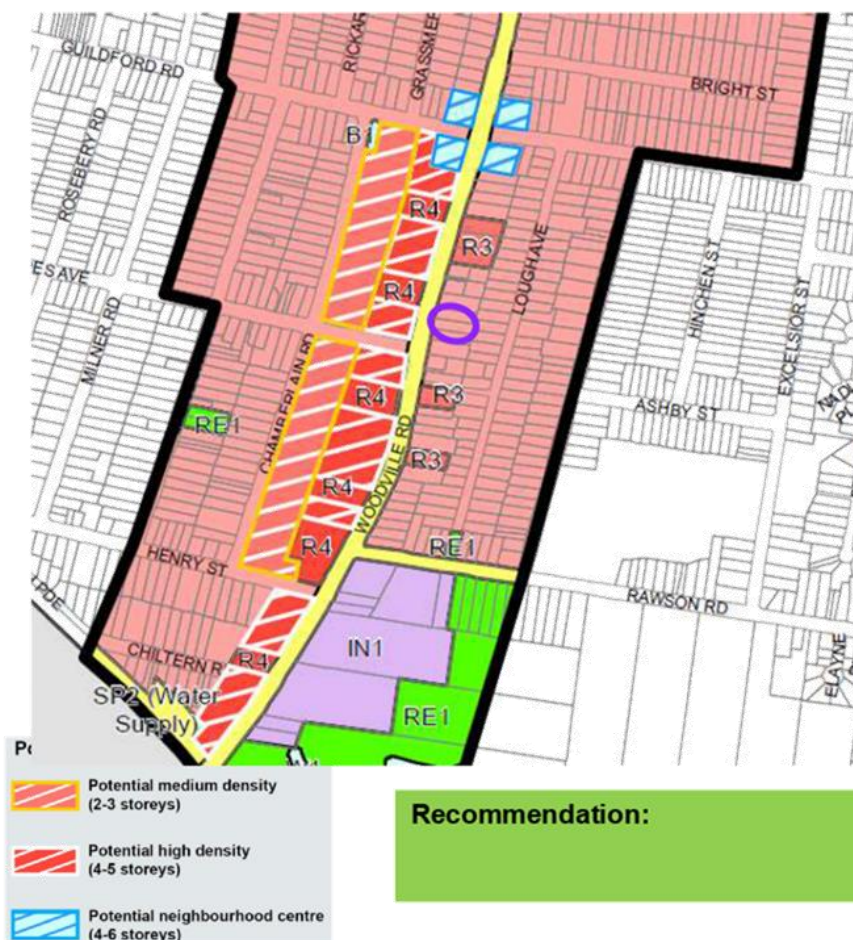 GUILDFORD RD
RICKAR
GRASSMER
BRIGHT ST
ROSEBERY RD
B1
R4
R3
LOUGH AVE
HINCHEN ST
EXCELSIOR ST
ES AVE
MILNER RD
R4
CHAMBERLAIN RD
R4
R3
ASHBY ST
RE1
WOODVILLE RD
R3
R4
R4
RE1
HENRY ST
RAWSON RD
IN1
CHILTERN R
R4
ELAYNE
SP2 (Water
Supply)
RE1
Potential medium density
(2-3 storeys)
Potential high density
(4-5 storeys)
Potential neighbourhood centre
(4-6 storeys)
Recommendation: